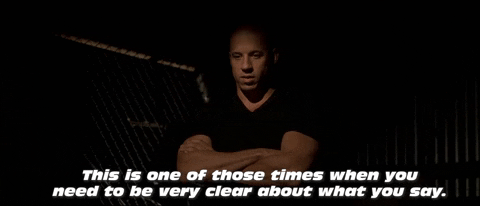 This is one of those times when you
need to be very clear about what you say.